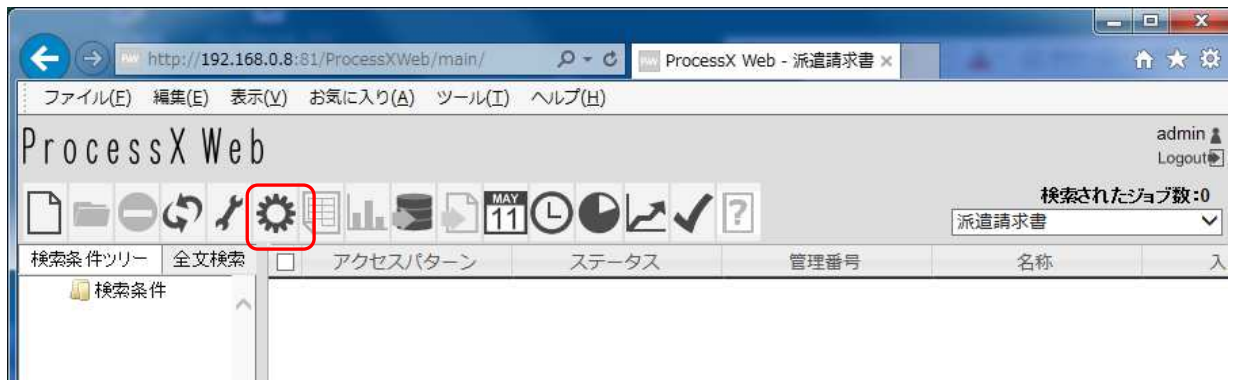 http://192.168.0.8:81/ProcessXWeb/main/
ProcessX Web - 派遣請求書 ×
ファイル(F) 編集(E) 表示(V) お気に入り(A) ツール(T) ヘルプ(H)
ProcessX Web
admin
Logout
MAY
11
?
検索されたジョブ数:0
派遣請求書
検索条件ツリー 全文検索 アクセスパターン ステータス 管理番号 名称 入
検索条件